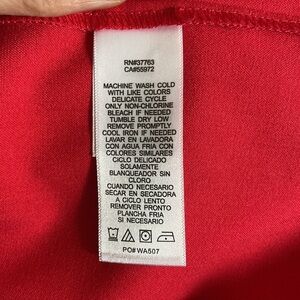 RN#37763
CA#55972
MACHINE WASH COLD
WITH LIKE COLORS
DELICATE CYCLE
ONLY NON-CHLORINE
BLEACH IF NEEDED
TUMBLE DRY LOW
REMOVE PROMPTLY
COOL IRON IF NEEDED
LAVAR EN LAVADORA
CON AGUA FRIA CON
COLORES SIMILARES
CICLO DELICADO
SOLAMENTE
BLANQUEADOR SIN
CLORO
CUANDO NECESARIO
SECAR EN SECADORA
A CICLO LENTO
REMOVER PRONTO
PLANCHA FRIA
SI NECESARIO
PO# WA507